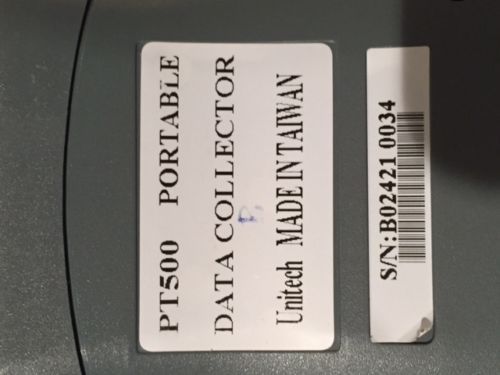 PT500 PORTABLE
DATA COLLECTOR
Unitech MADE IN TAIWAN
S/N:B02421 0034